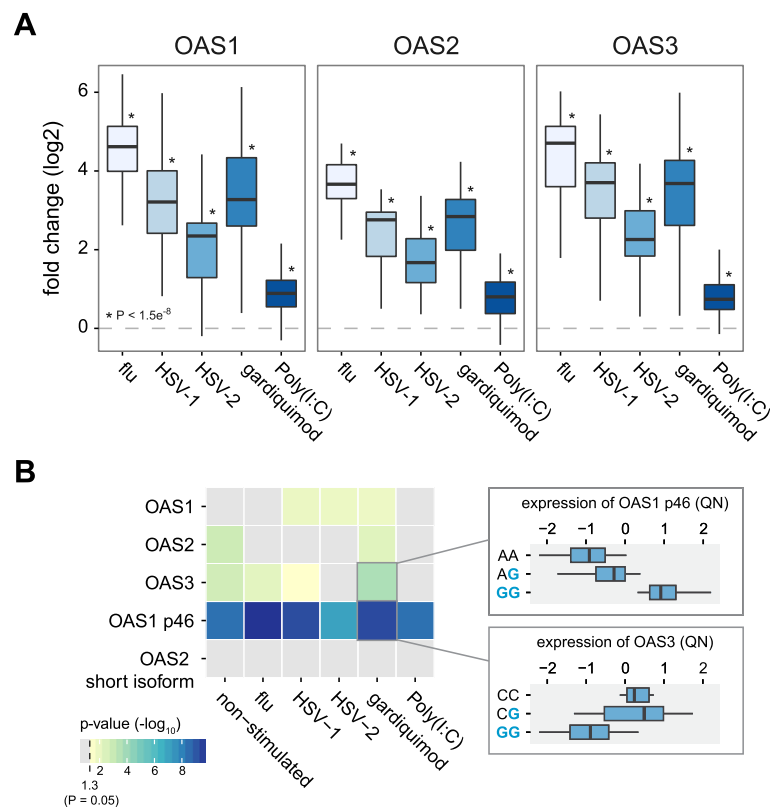 A
OAS1 OAS2 OAS3
fold change (log2)
6
4
2
0
* * * * *
* * * * *
* * * * *
* P < 1.5e-8
flu HSV-1 HSV-2 gardiquimod Poly(I:C)
flu HSV-1 HSV-2 gardiquimod Poly(I:C)
flu HSV-1 HSV-2 gardiquimod Poly(I:C)
B
OAS1
OAS2
OAS3
OAS1 p46
OAS2
short isoform
non-stimulated flu HSV-1 HSV-2 gardiquimod Poly(I:C)
p-value (-log10)
2 4 6 8
1.3
(P = 0.05)
expression of OAS1 p46 (QN)
−2 −1 0 1 2
AA
AG
GG
expression of OAS3 (QN)
−2 −1 0 1 2
CC
CG
GG